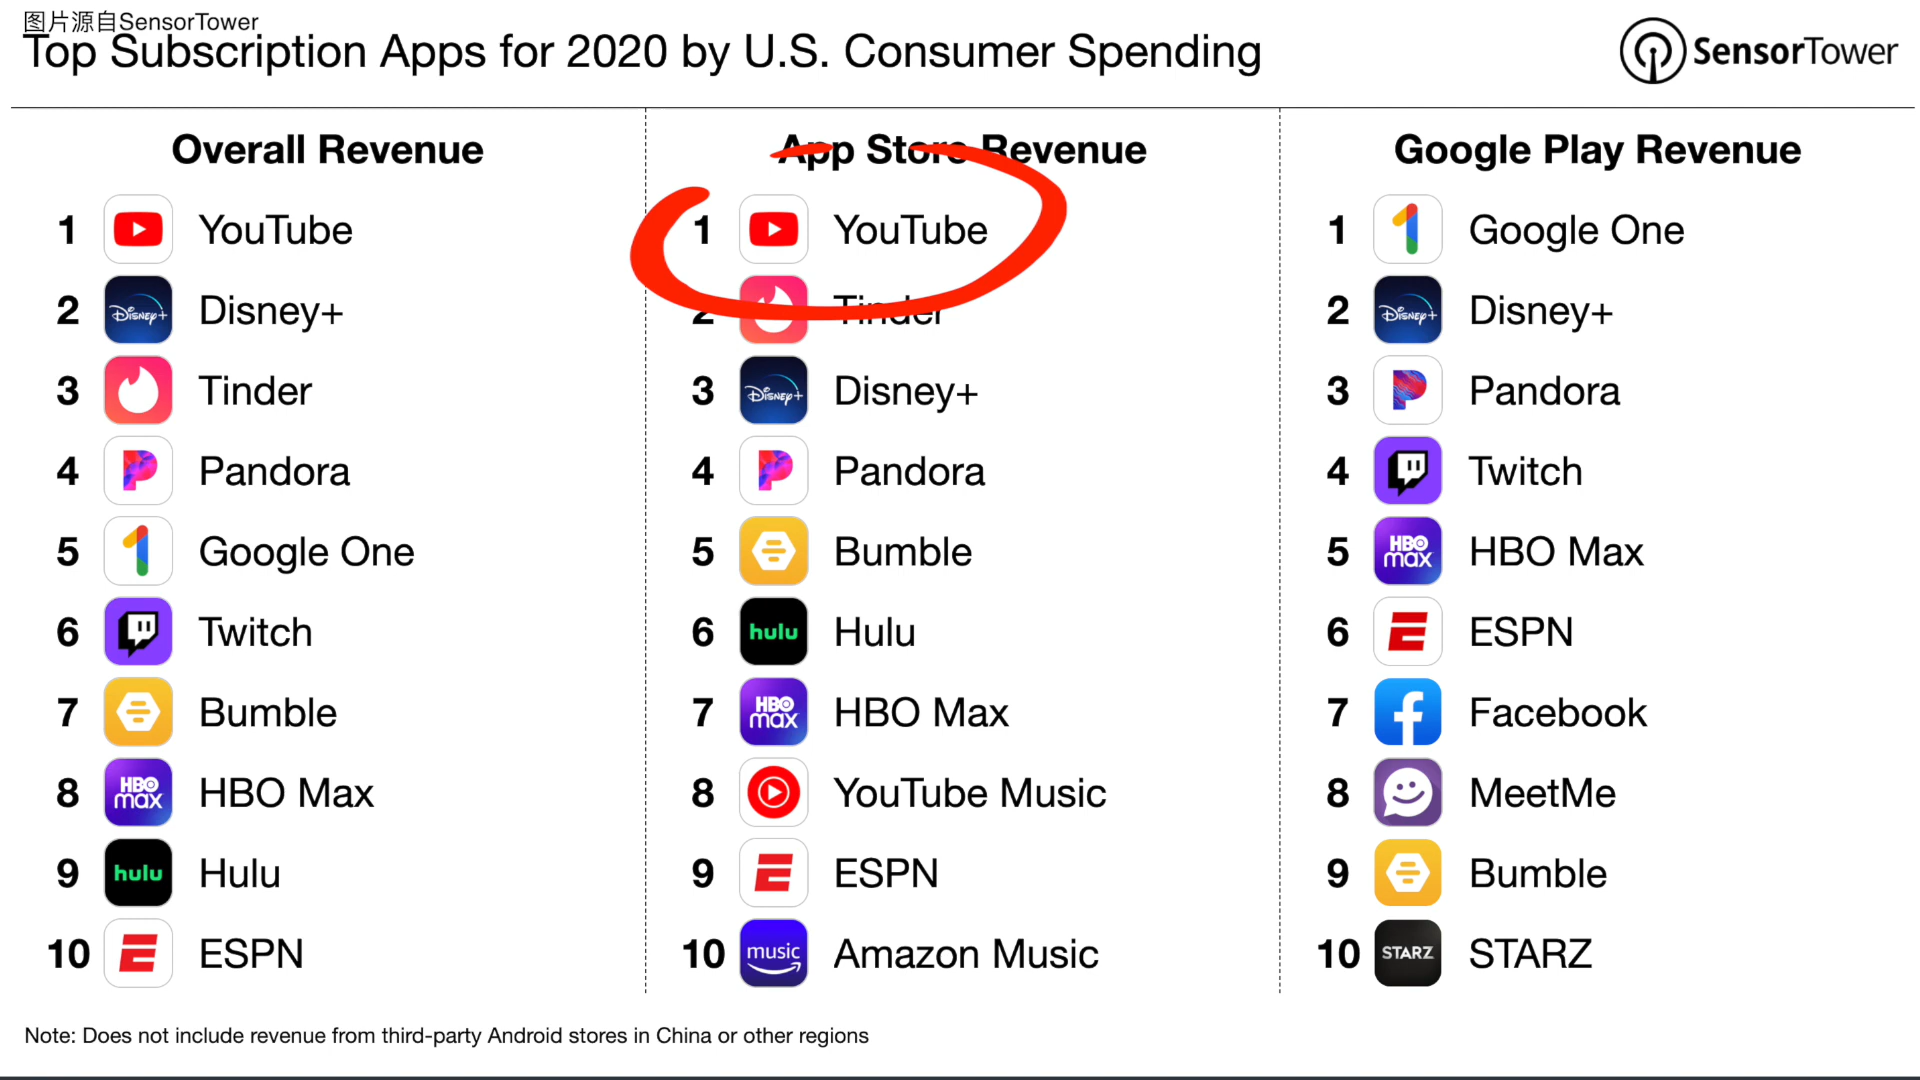 图片源自SensorTower
Top Subscription Apps for 2020 by U.S. Consumer Spending
SensorTower
Overall Revenue
1 YouTube
2 Disney+ Disney+
3 Tinder
4 Pandora
5 Google One
6 Twitch
7 Bumble
8 HBO max HBO Max
9 hulu Hulu
10 ESPN
App Store Revenue
1 YouTube
2 Tinder
3 Disney+ Disney+
4 Pandora
5 Bumble
6 hulu Hulu
7 HBO max HBO Max
8 YouTube Music
9 ESPN
10 music Amazon Music
Google Play Revenue
1 Google One
2 Disney+ Disney+
3 Pandora
4 Twitch
5 HBO max HBO Max
6 ESPN
7 Facebook
8 MeetMe
9 Bumble
10 STARZ STARZ
Note: Does not include revenue from third-party Android stores in China or other regions